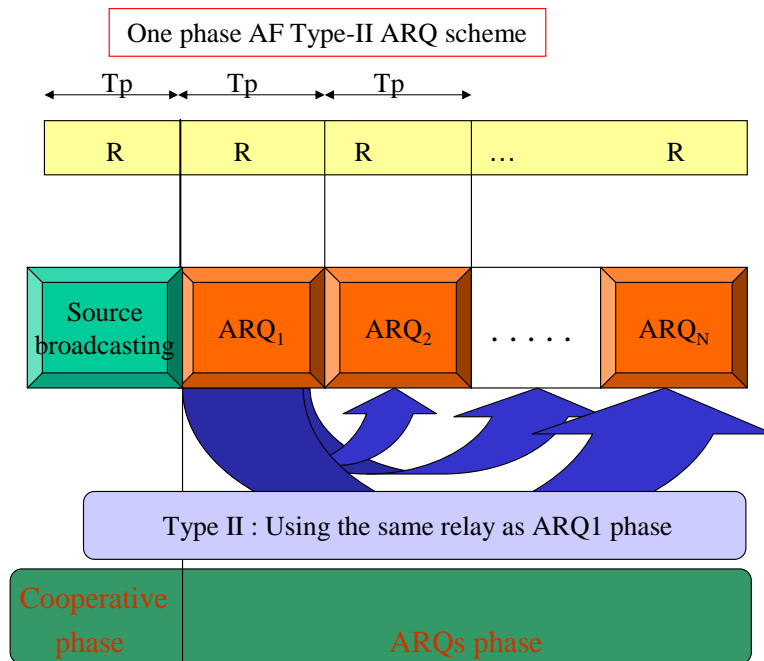 One phase AF Type-II ARQ scheme
Tp Tp Tp
R R R ... R
Source broadcasting
ARQ1
ARQ2
. . . . .
ARQN
Type II : Using the same relay as ARQ1 phase
Cooperative
phase
ARQs phase